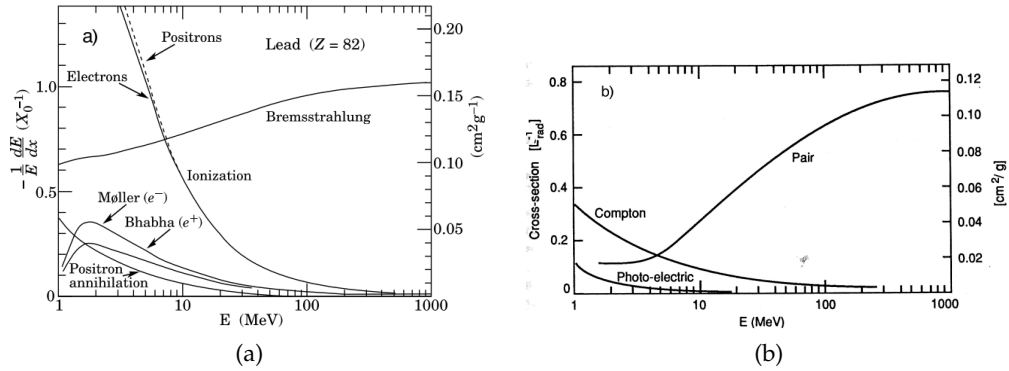 a)
Positrons
Lead (Z = 82)
Electrons
Bremsstrahlung
Ionization
Møller (e⁻)
Bhabha (e⁺)
Positron
annihilation
1.0
0.5
0
0.20
0.15
0.10
0.05
0
− 1/E dE/dx (X₀⁻¹)
(cm²g⁻¹)
1 10 100 1000
E (MeV)
(a)
b)
Pair
Compton
Photo-electric
0.8
0.6
0.4
0.2
0
0.12
0.10
0.08
0.06
0.04
0.02
Cross-section [L⁻¹rad]
[cm²/g]
1 10 100 1000
E (MeV)
(b)